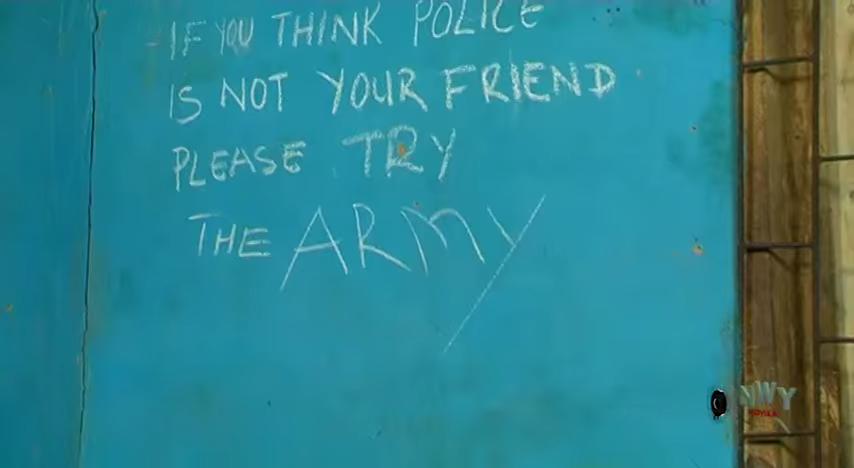 IF YOU THINK POLICE
IS NOT YOUR FRIEND
PLEASE TRY
THE ARMY